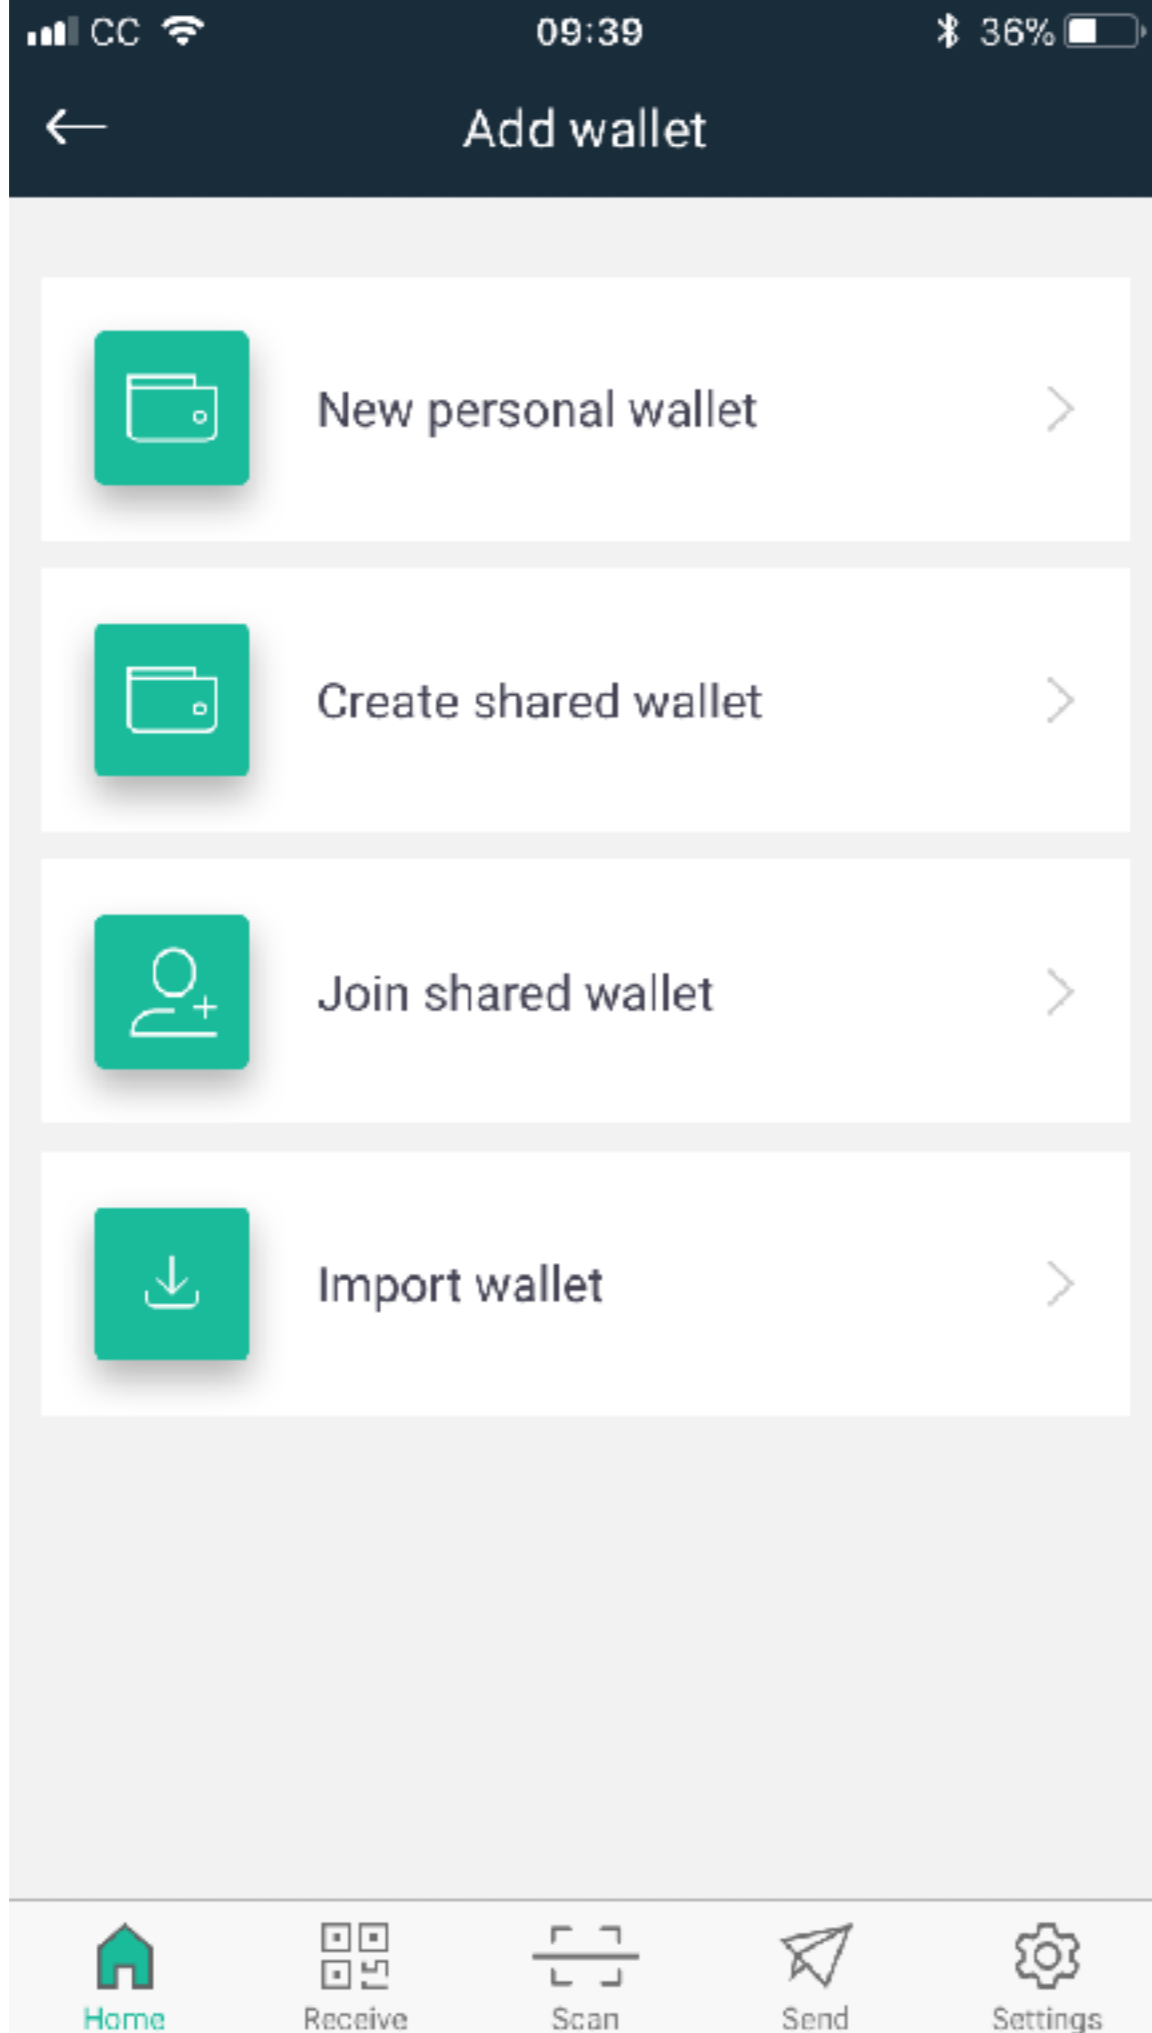 CC 09:39 36%
Add wallet
New personal wallet
Create shared wallet
Join shared wallet
Import wallet
Home Receive Scan Send Settings